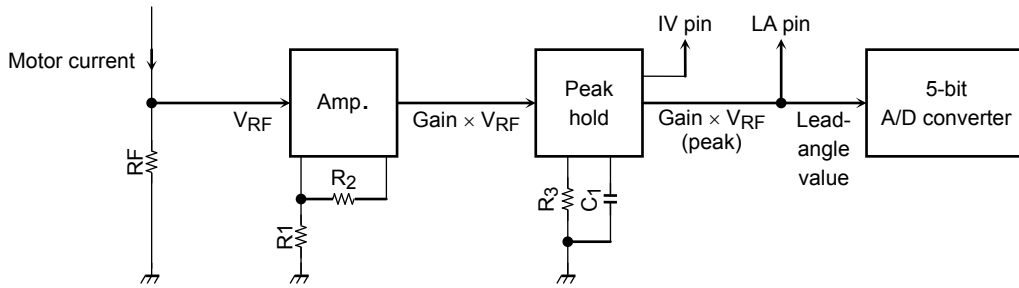 IV pin
LA pin
Motor current
Amp.
Peak
hold
5-bit
A/D converter
VRF
Gain × VRF
Gain × VRF
(peak)
Lead-
angle
value
RF
R2
R1
R3
C1